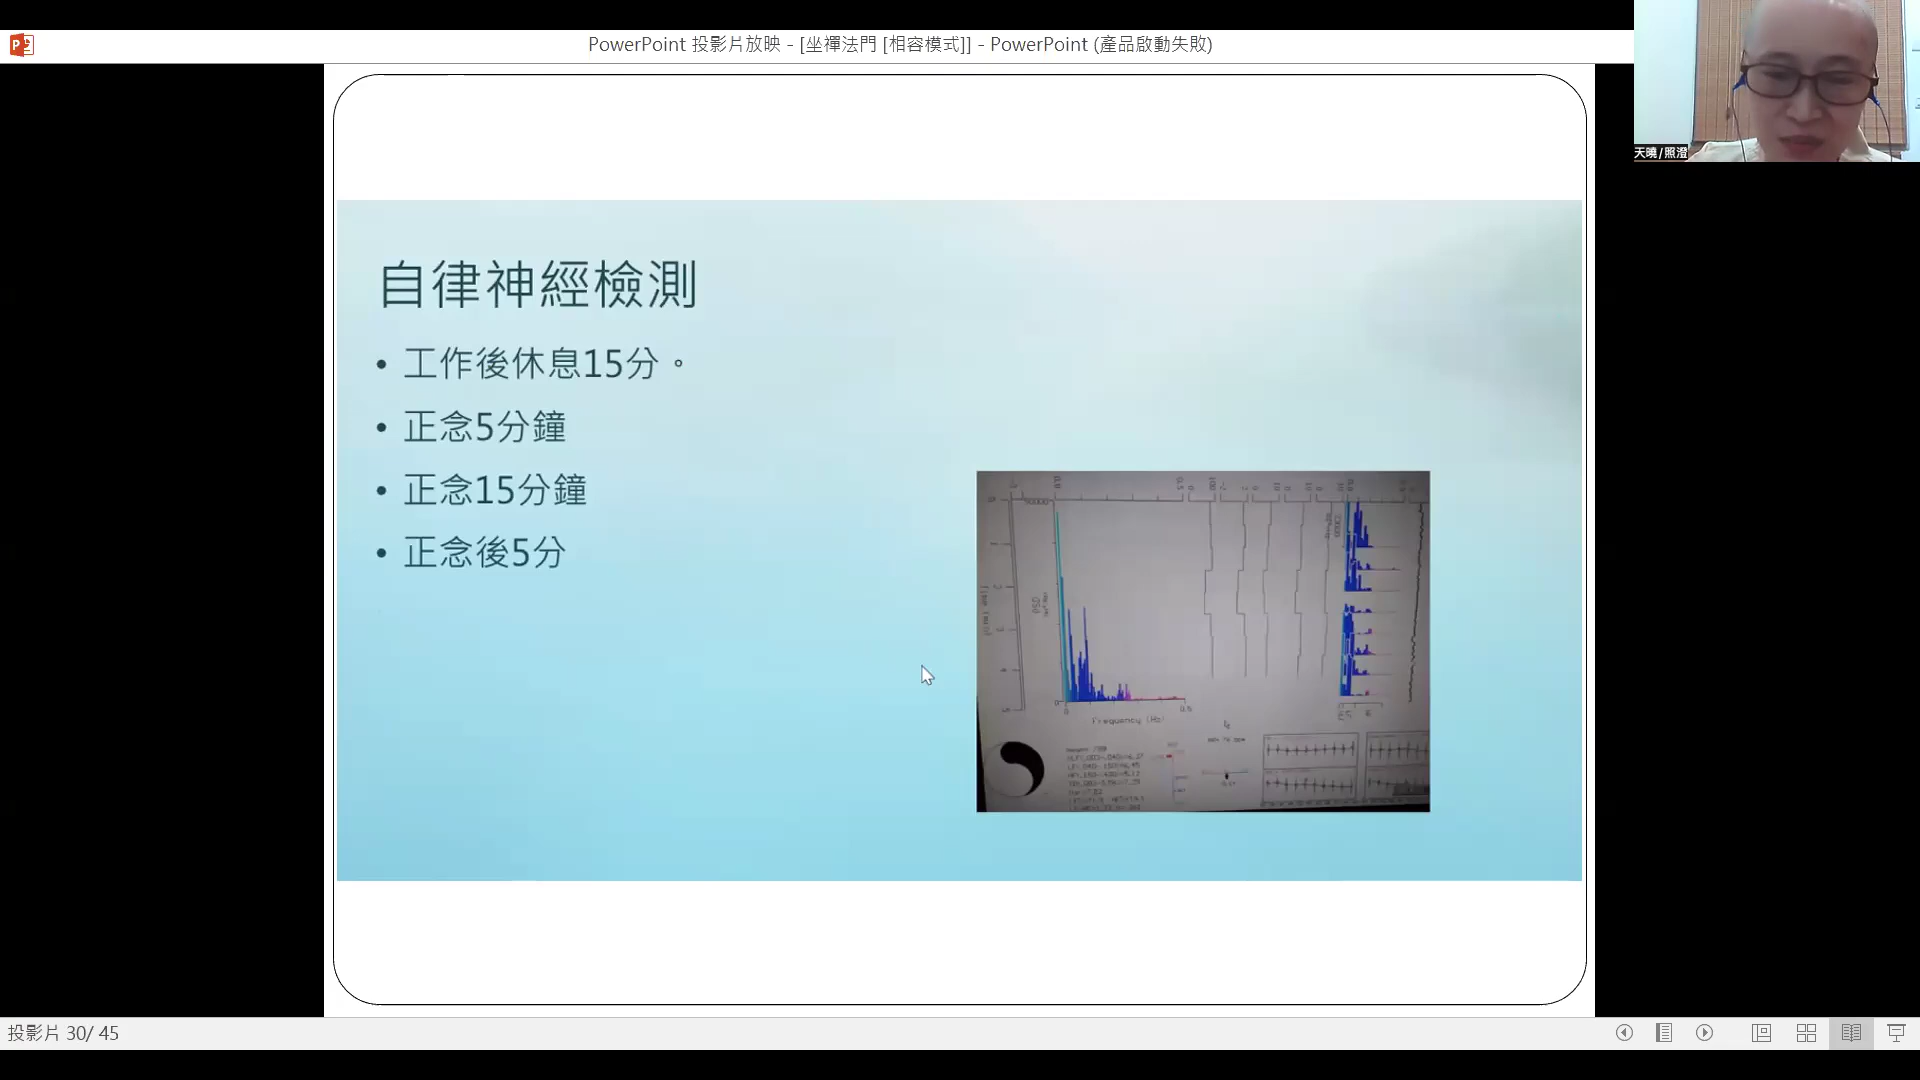 PowerPoint 投影片放映 - [坐禪法門 [相容模式]] - PowerPoint (產品啟動失敗)
天曉/照澄
自律神經檢測
• 工作後休息15分。
• 正念5分鐘
• 正念15分鐘
• 正念後5分
Frequency (Hz)
投影片 30/ 45